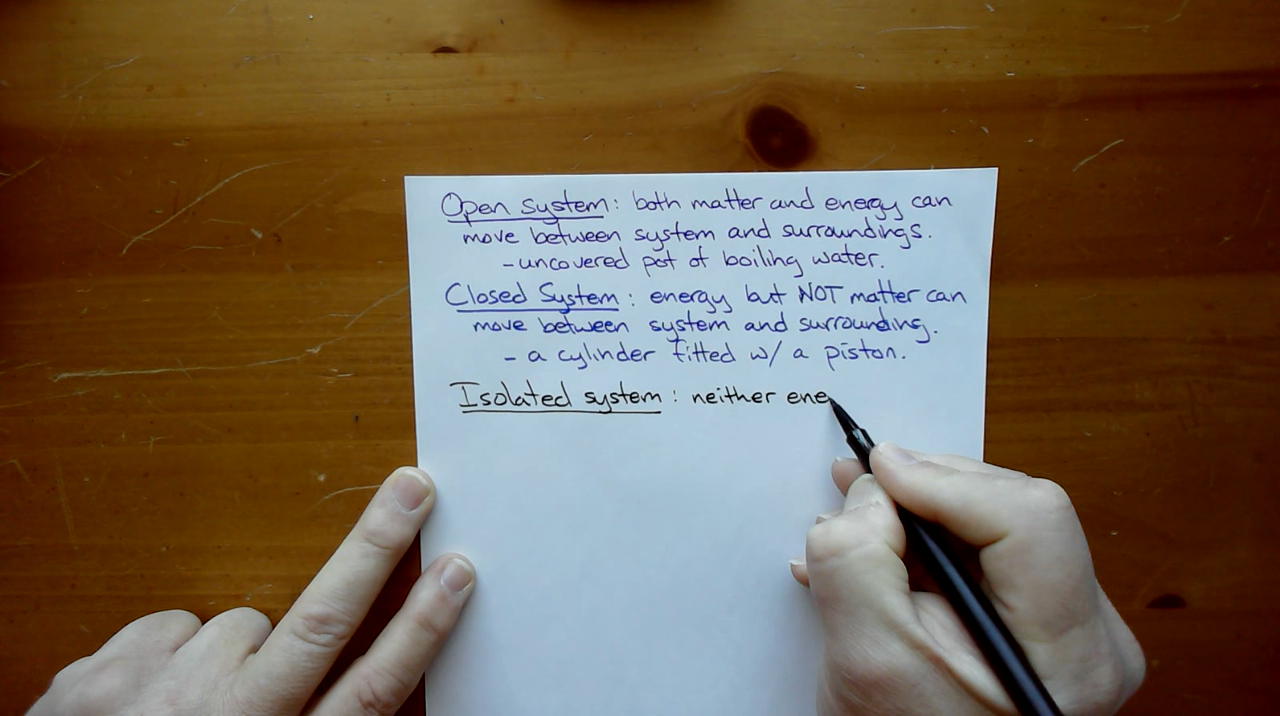 Open system: both matter and energy can
move between system and surroundings.
- uncovered pot of boiling water.
Closed System: energy but NOT matter can
move between system and surrounding.
- a cylinder fitted w/ a piston.
Isolated system: neither ene